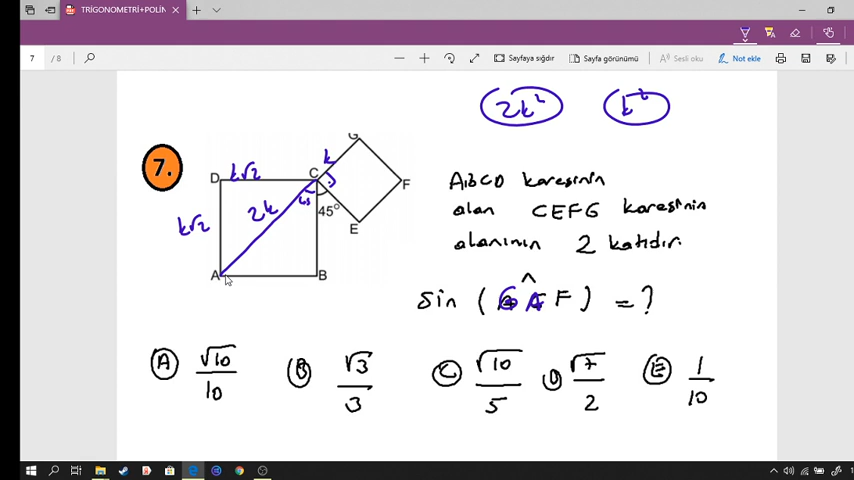 TRİGONOMETRİ+POLİN
7 / 8
Sayfaya sığdır
Sayfa görünümü
Sesli oku
Not ekle
2k²
k²
7.
D
k√2
C
k
G
F
k√2
2k
45
45°
E
A
B
ABCD karesinin
alanı CEFG karesinin
alanının 2 katıdır.
sin (GAF) = ?
A √10/10
B √3/3
C √10/5
D √7/2
E 1/10